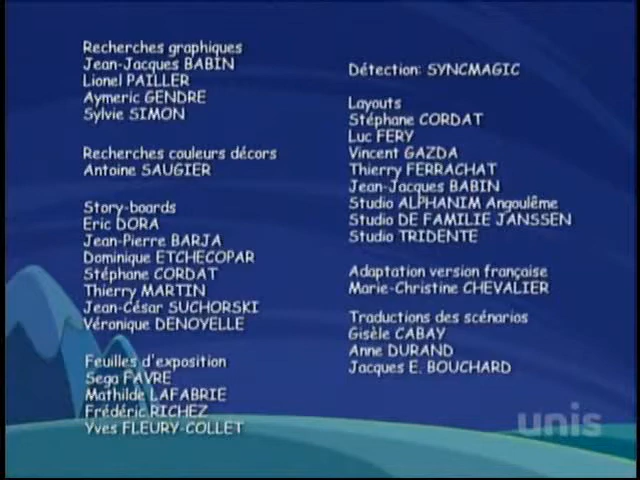 Recherches graphiques
Jean-Jacques BABIN
Lionel PAILLER
Aymeric GENDRE
Sylvie SIMON
Recherches couleurs décors
Antoine SAUGIER
Story-boards
Eric DORA
Jean-Pierre BARJA
Dominique ETCHECOPAR
Stéphane CORDAT
Thierry MARTIN
Jean-César SUCHORSKI
Véronique DENOYELLE
Feuilles d'exposition
Sega FAVRE
Mathilde LAFABRIE
Frédéric RICHEZ
Yves FLEURY-COLLET
Détection: SYNCMAGIC
Layouts
Stéphane CORDAT
Luc FERY
Vincent GAZDA
Thierry FERRACHAT
Jean-Jacques BABIN
Studio ALPHANIM Angoulême
Studio DE FAMILIE JANSSEN
Studio TRIDENTE
Adaptation version française
Marie-Christine CHEVALIER
Traductions des scénarios
Gisèle CABAY
Anne DURAND
Jacques E. BOUCHARD
unis